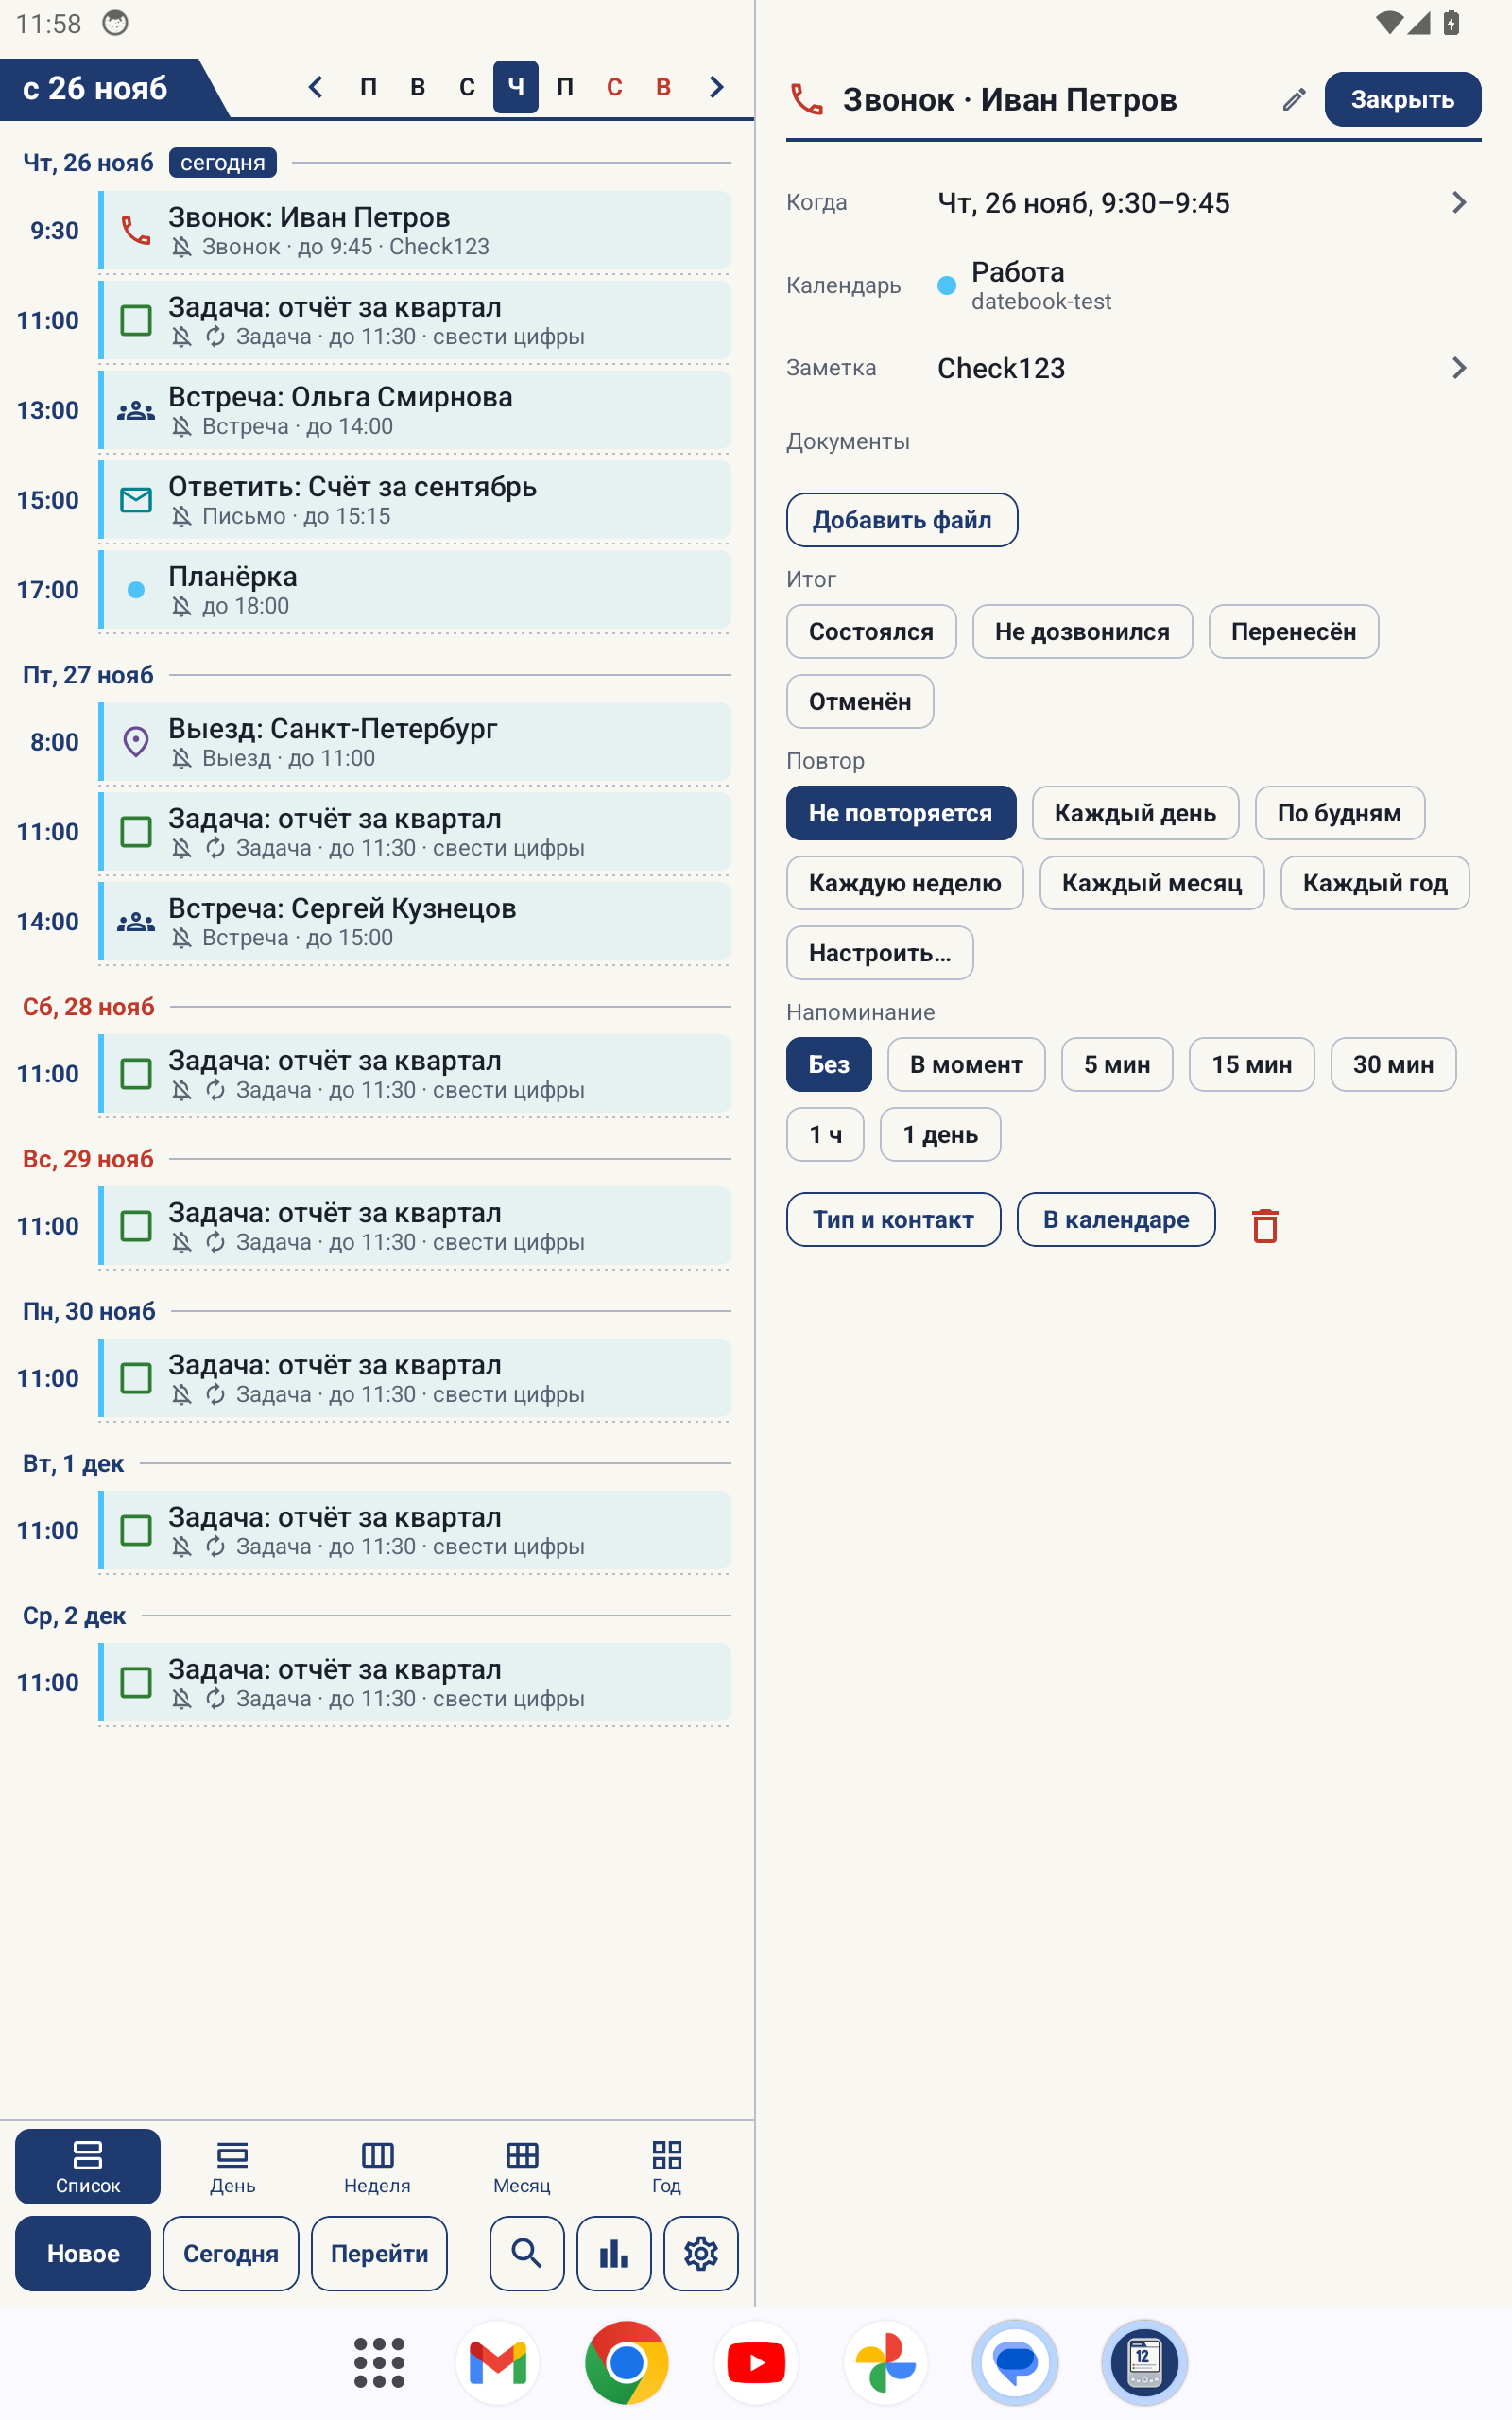 11:58
с 26 нояб
П В С Ч П С В
Чт, 26 нояб сегодня
9:30
Звонок: Иван Петров
Звонок · до 9:45 · Check123
11:00
Задача: отчёт за квартал
Задача · до 11:30 · свести цифры
13:00
Встреча: Ольга Смирнова
Встреча · до 14:00
15:00
Ответить: Счёт за сентябрь
Письмо · до 15:15
17:00
Планёрка
до 18:00
Пт, 27 нояб
8:00
Выезд: Санкт-Петербург
Выезд · до 11:00
11:00
Задача: отчёт за квартал
Задача · до 11:30 · свести цифры
14:00
Встреча: Сергей Кузнецов
Встреча · до 15:00
Сб, 28 нояб
11:00
Задача: отчёт за квартал
Задача · до 11:30 · свести цифры
Вс, 29 нояб
11:00
Задача: отчёт за квартал
Задача · до 11:30 · свести цифры
Пн, 30 нояб
11:00
Задача: отчёт за квартал
Задача · до 11:30 · свести цифры
Вт, 1 дек
11:00
Задача: отчёт за квартал
Задача · до 11:30 · свести цифры
Ср, 2 дек
11:00
Задача: отчёт за квартал
Задача · до 11:30 · свести цифры
Список День Неделя Месяц Год
Новое Сегодня Перейти
Звонок · Иван Петров Закрыть
Когда Чт, 26 нояб, 9:30–9:45
Календарь Работа
datebook-test
Заметка Check123
Документы
Добавить файл
Итог
Состоялся Не дозвонился Перенесён
Отменён
Повтор
Не повторяется Каждый день По будням
Каждую неделю Каждый месяц Каждый год
Настроить...
Напоминание
Без В момент 5 мин 15 мин 30 мин
1 ч 1 день
Тип и контакт В календаре
12